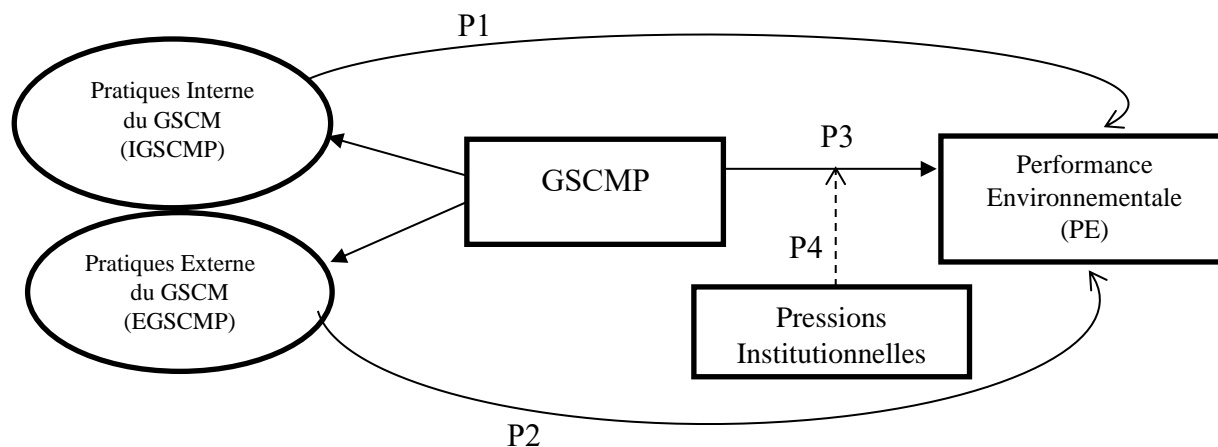 P1
Pratiques Interne
du GSCM
(IGSCMP)
GSCMP
P3
Performance
Environnementale
(PE)
Pratiques Externe
du GSCM
(EGSCMP)
P4
Pressions
Institutionnelles
P2